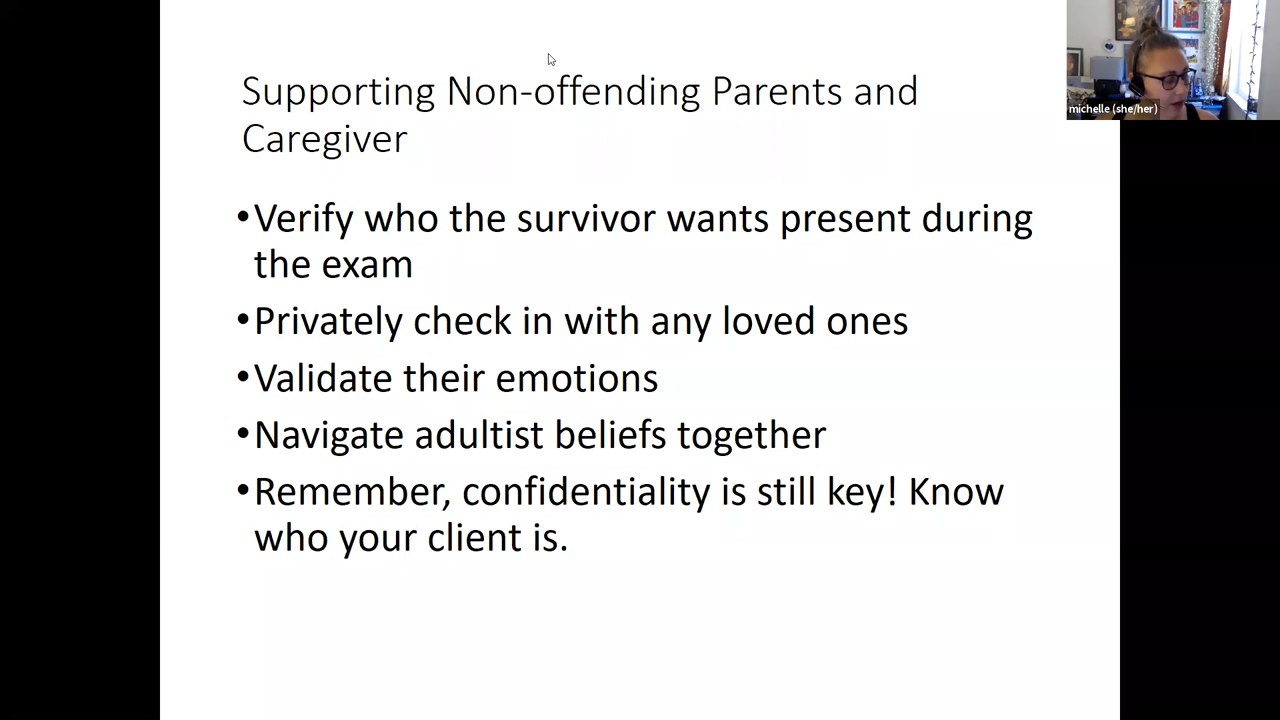 Supporting Non-offending Parents and
Caregiver
•Verify who the survivor wants present during
the exam
•Privately check in with any loved ones
•Validate their emotions
•Navigate adultist beliefs together
•Remember, confidentiality is still key! Know
who your client is.
michelle (she/her)